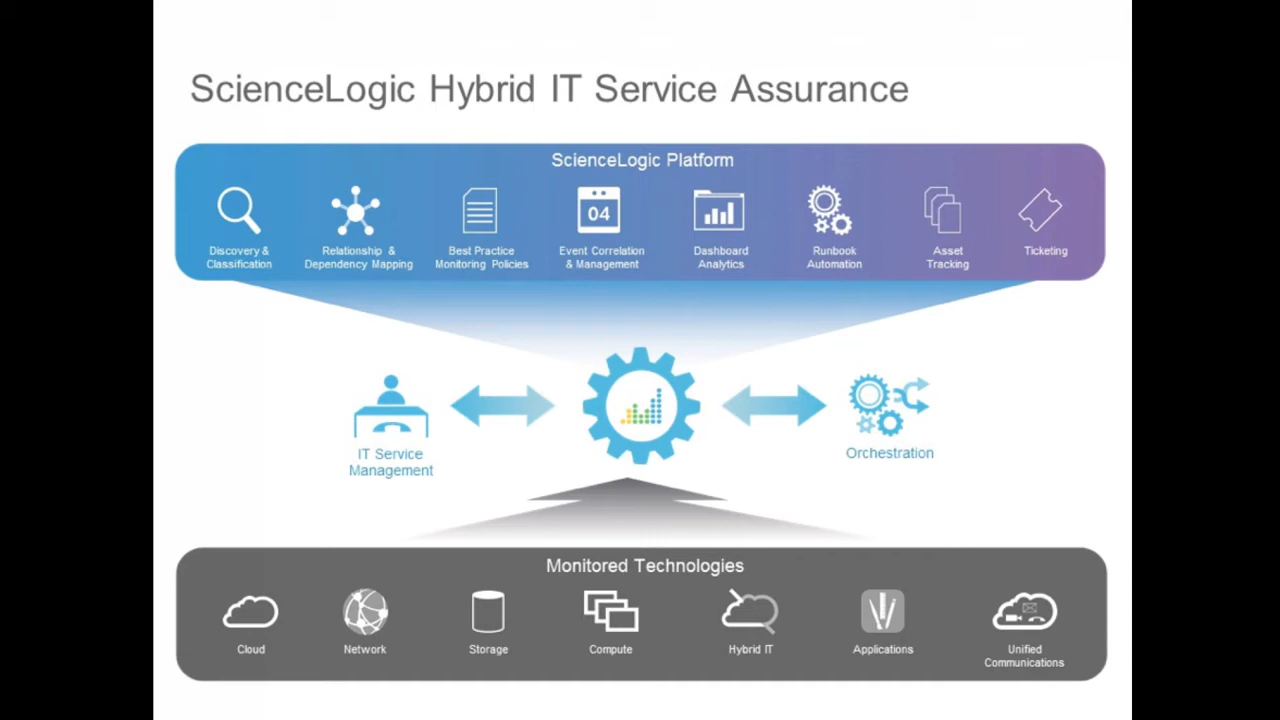 ScienceLogic Hybrid IT Service Assurance
ScienceLogic Platform
Discovery &
Classification
Relationship &
Dependency Mapping
Best Practice
Monitoring Policies
04
Event Correlation
& Management
Dashboard
Analytics
Runbook
Automation
Asset
Tracking
Ticketing
IT Service
Management
Orchestration
Monitored Technologies
Cloud
Network
Storage
Compute
Hybrid IT
Applications
Unified
Communications